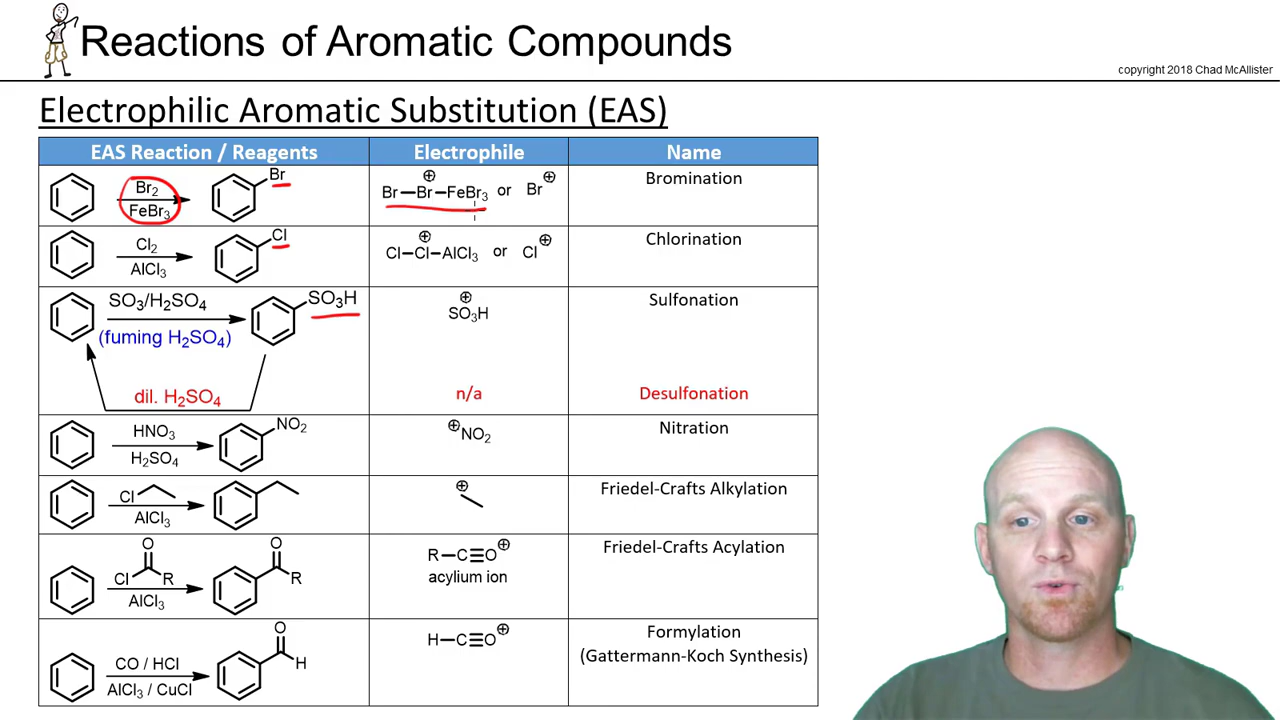 Reactions of Aromatic Compounds
copyright 2018 Chad McAllister
Electrophilic Aromatic Substitution (EAS)
EAS Reaction / Reagents
Electrophile
Name
Br₂
FeBr₃
Br
Br—Br—FeBr₃ or Br⊕
⊕
Bromination
Cl₂
AlCl₃
Cl
Cl—Cl—AlCl₃ or Cl⊕
⊕
Chlorination
SO₃/H₂SO₄
(fuming H₂SO₄)
SO₃H
⊕
SO₃H
Sulfonation
dil. H₂SO₄
n/a
Desulfonation
HNO₃
H₂SO₄
NO₂
⊕NO₂
Nitration
Cl
AlCl₃
⊕
Friedel-Crafts Alkylation
O
Cl R
AlCl₃
O
R
R—C≡O⊕
acylium ion
Friedel-Crafts Acylation
CO / HCl
AlCl₃ / CuCl
O
H
H—C≡O⊕
Formylation
(Gattermann-Koch Synthesis)